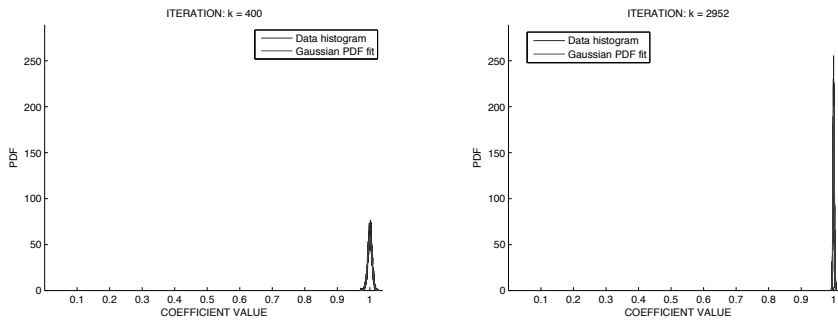 ITERATION: k = 400
Data histogram
Gaussian PDF fit
250
200
150
100
50
0
PDF
0.1 0.2 0.3 0.4 0.5 0.6 0.7 0.8 0.9 1
COEFFICIENT VALUE
ITERATION: k = 2952
Data histogram
Gaussian PDF fit
250
200
150
100
50
0
PDF
0.1 0.2 0.3 0.4 0.5 0.6 0.7 0.8 0.9 1
COEFFICIENT VALUE